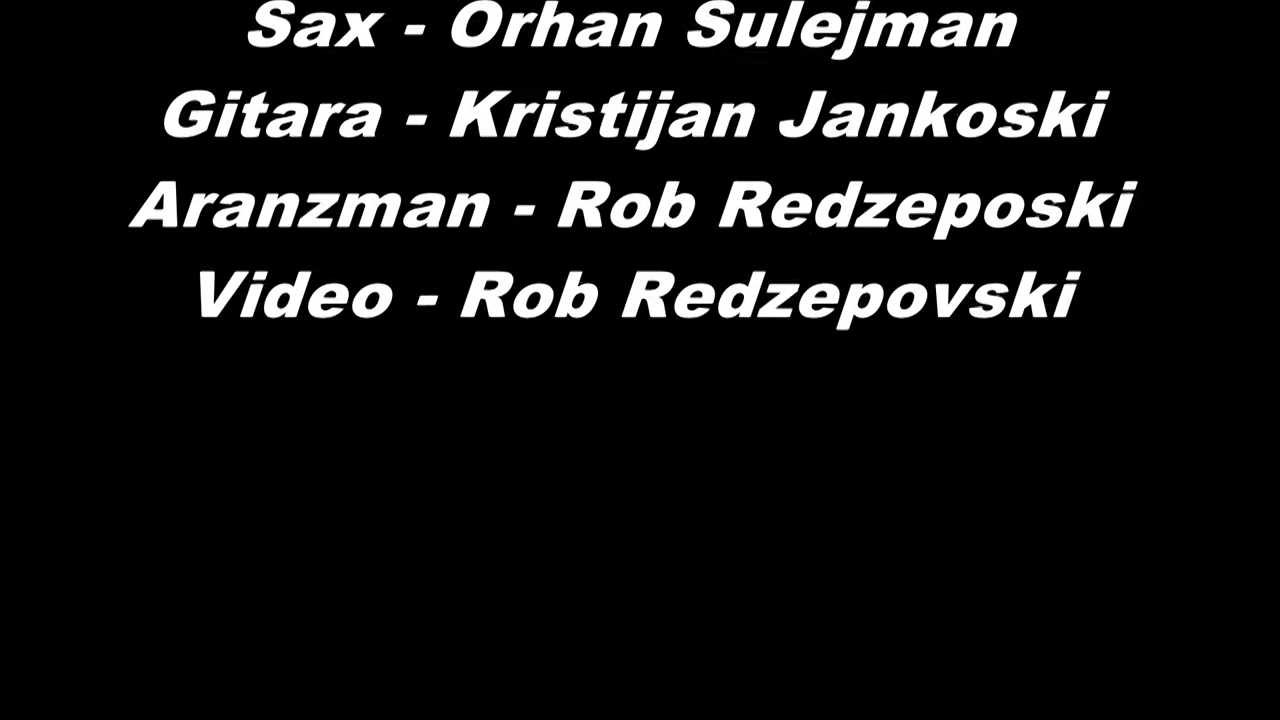 Sax - Orhan Sulejman
Gitara - Kristijan Jankoski
Aranzman - Rob Redzeposki
Video - Rob Redzepovski